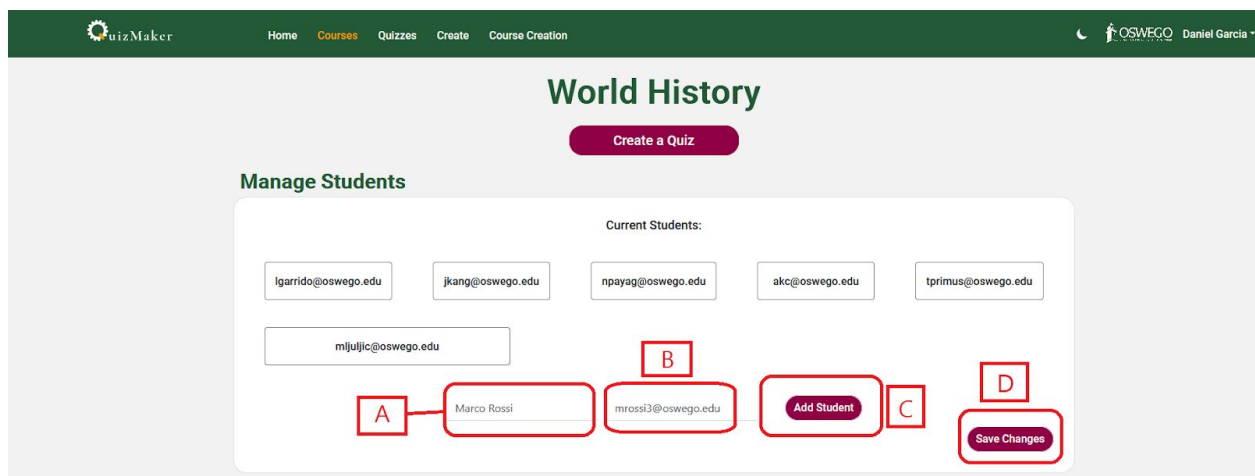 QuizMaker Home Courses Quizzes Create Course Creation OSWEGO Daniel Garcia
World History
Create a Quiz
Manage Students
Current Students:
lgarrido@oswego.edu jkang@oswego.edu npayag@oswego.edu akc@oswego.edu tprimus@oswego.edu
mljuljic@oswego.edu
B
D
A Marco Rossi mrossi3@oswego.edu Add Student C
Save Changes